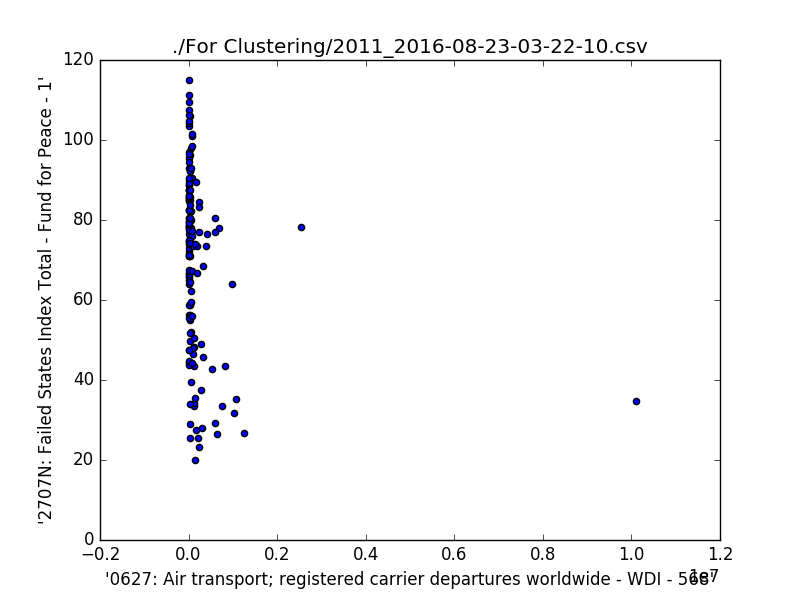 ./For Clustering/2011_2016-08-23-03-22-10.csv
'2707N: Failed States Index Total - Fund for Peace - 1'
120
100
80
60
40
20
0
−0.2 0.0 0.2 0.4 0.6 0.8 1.0 1.2
1e7
'0627: Air transport; registered carrier departures worldwide - WDI - 568'